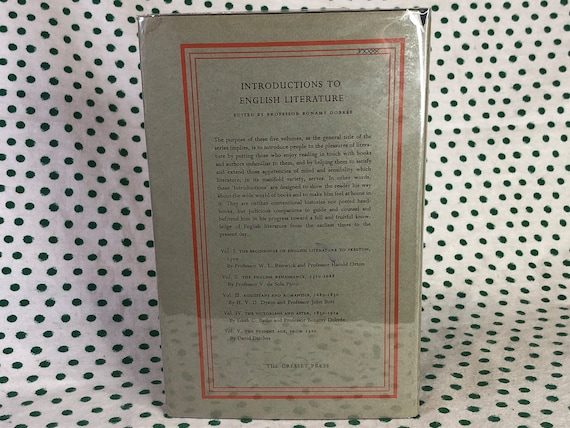 INTRODUCTIONS TO
ENGLISH LITERATURE
EDITED BY PROFESSOR BONAMY DOBRÉE
The purpose of these five volumes, as the general title of the
series implies, is to introduce people to the pleasures of litera-
ture by putting those who enjoy reading in touch with books
and authors unfamiliar to them, and by helping them to satisfy
and extend those appetencies of mind and sensibility which
literature, in its manifold variety, serves. In other words,
these 'Introductions' are designed to show the reader his way
about the wide world of books and to make him feel at home in
it. They are neither conventional histories nor potted hand-
books, but judicious companions to guide and counsel and
befriend him in his progress toward a full and fruitful know-
ledge of English literature from the earliest times to the
present day.
Vol. I. THE BEGINNINGS OF ENGLISH LITERATURE TO SKELTON,
1509
By Professor W. L. Renwick and Professor Harold Orton
Vol. II. THE ENGLISH RENAISSANCE, 1510-1688
By Professor V. de Sola Pinto
Vol. III. AUGUSTANS AND ROMANTICS, 1689-1830
By H. V. D. Dyson and Professor John Butt
Vol. IV. THE VICTORIANS AND AFTER, 1830-1914
By Edith C. Batho and Professor Bonamy Dobrée
Vol. V. THE PRESENT AGE, FROM 1920
By David Daiches
THE CRESSET PRESS